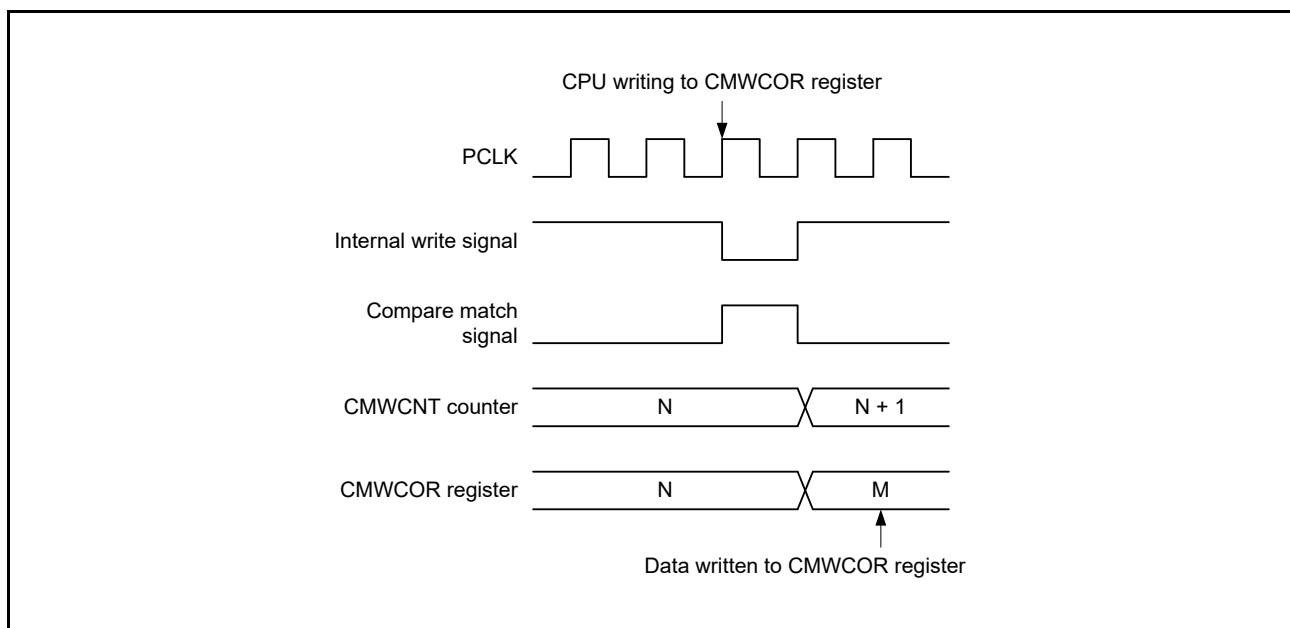 CPU writing to CMWCOR register
PCLK
Internal write signal
Compare match
signal
CMWCNT counter
N
N + 1
CMWCOR register
N
M
Data written to CMWCOR register